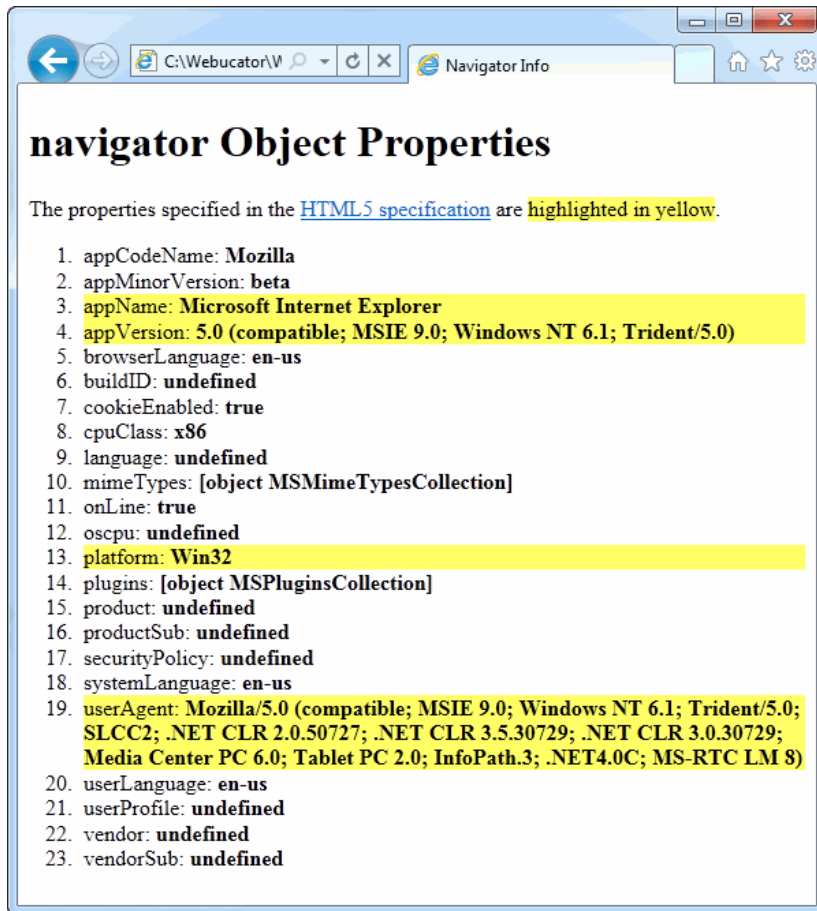 C:\Webucator\W
Navigator Info
navigator Object Properties
The properties specified in the HTML5 specification are highlighted in yellow.
1. appCodeName: Mozilla
2. appMinorVersion: beta
3. appName: Microsoft Internet Explorer
4. appVersion: 5.0 (compatible; MSIE 9.0; Windows NT 6.1; Trident/5.0)
5. browserLanguage: en-us
6. buildID: undefined
7. cookieEnabled: true
8. cpuClass: x86
9. language: undefined
10. mimeTypes: [object MSMimeTypesCollection]
11. onLine: true
12. oscpu: undefined
13. platform: Win32
14. plugins: [object MSPluginsCollection]
15. product: undefined
16. productSub: undefined
17. securityPolicy: undefined
18. systemLanguage: en-us
19. userAgent: Mozilla/5.0 (compatible; MSIE 9.0; Windows NT 6.1; Trident/5.0;
SLCC2; .NET CLR 2.0.50727; .NET CLR 3.5.30729; .NET CLR 3.0.30729;
Media Center PC 6.0; Tablet PC 2.0; InfoPath.3; .NET4.0C; MS-RTC LM 8)
20. userLanguage: en-us
21. userProfile: undefined
22. vendor: undefined
23. vendorSub: undefined